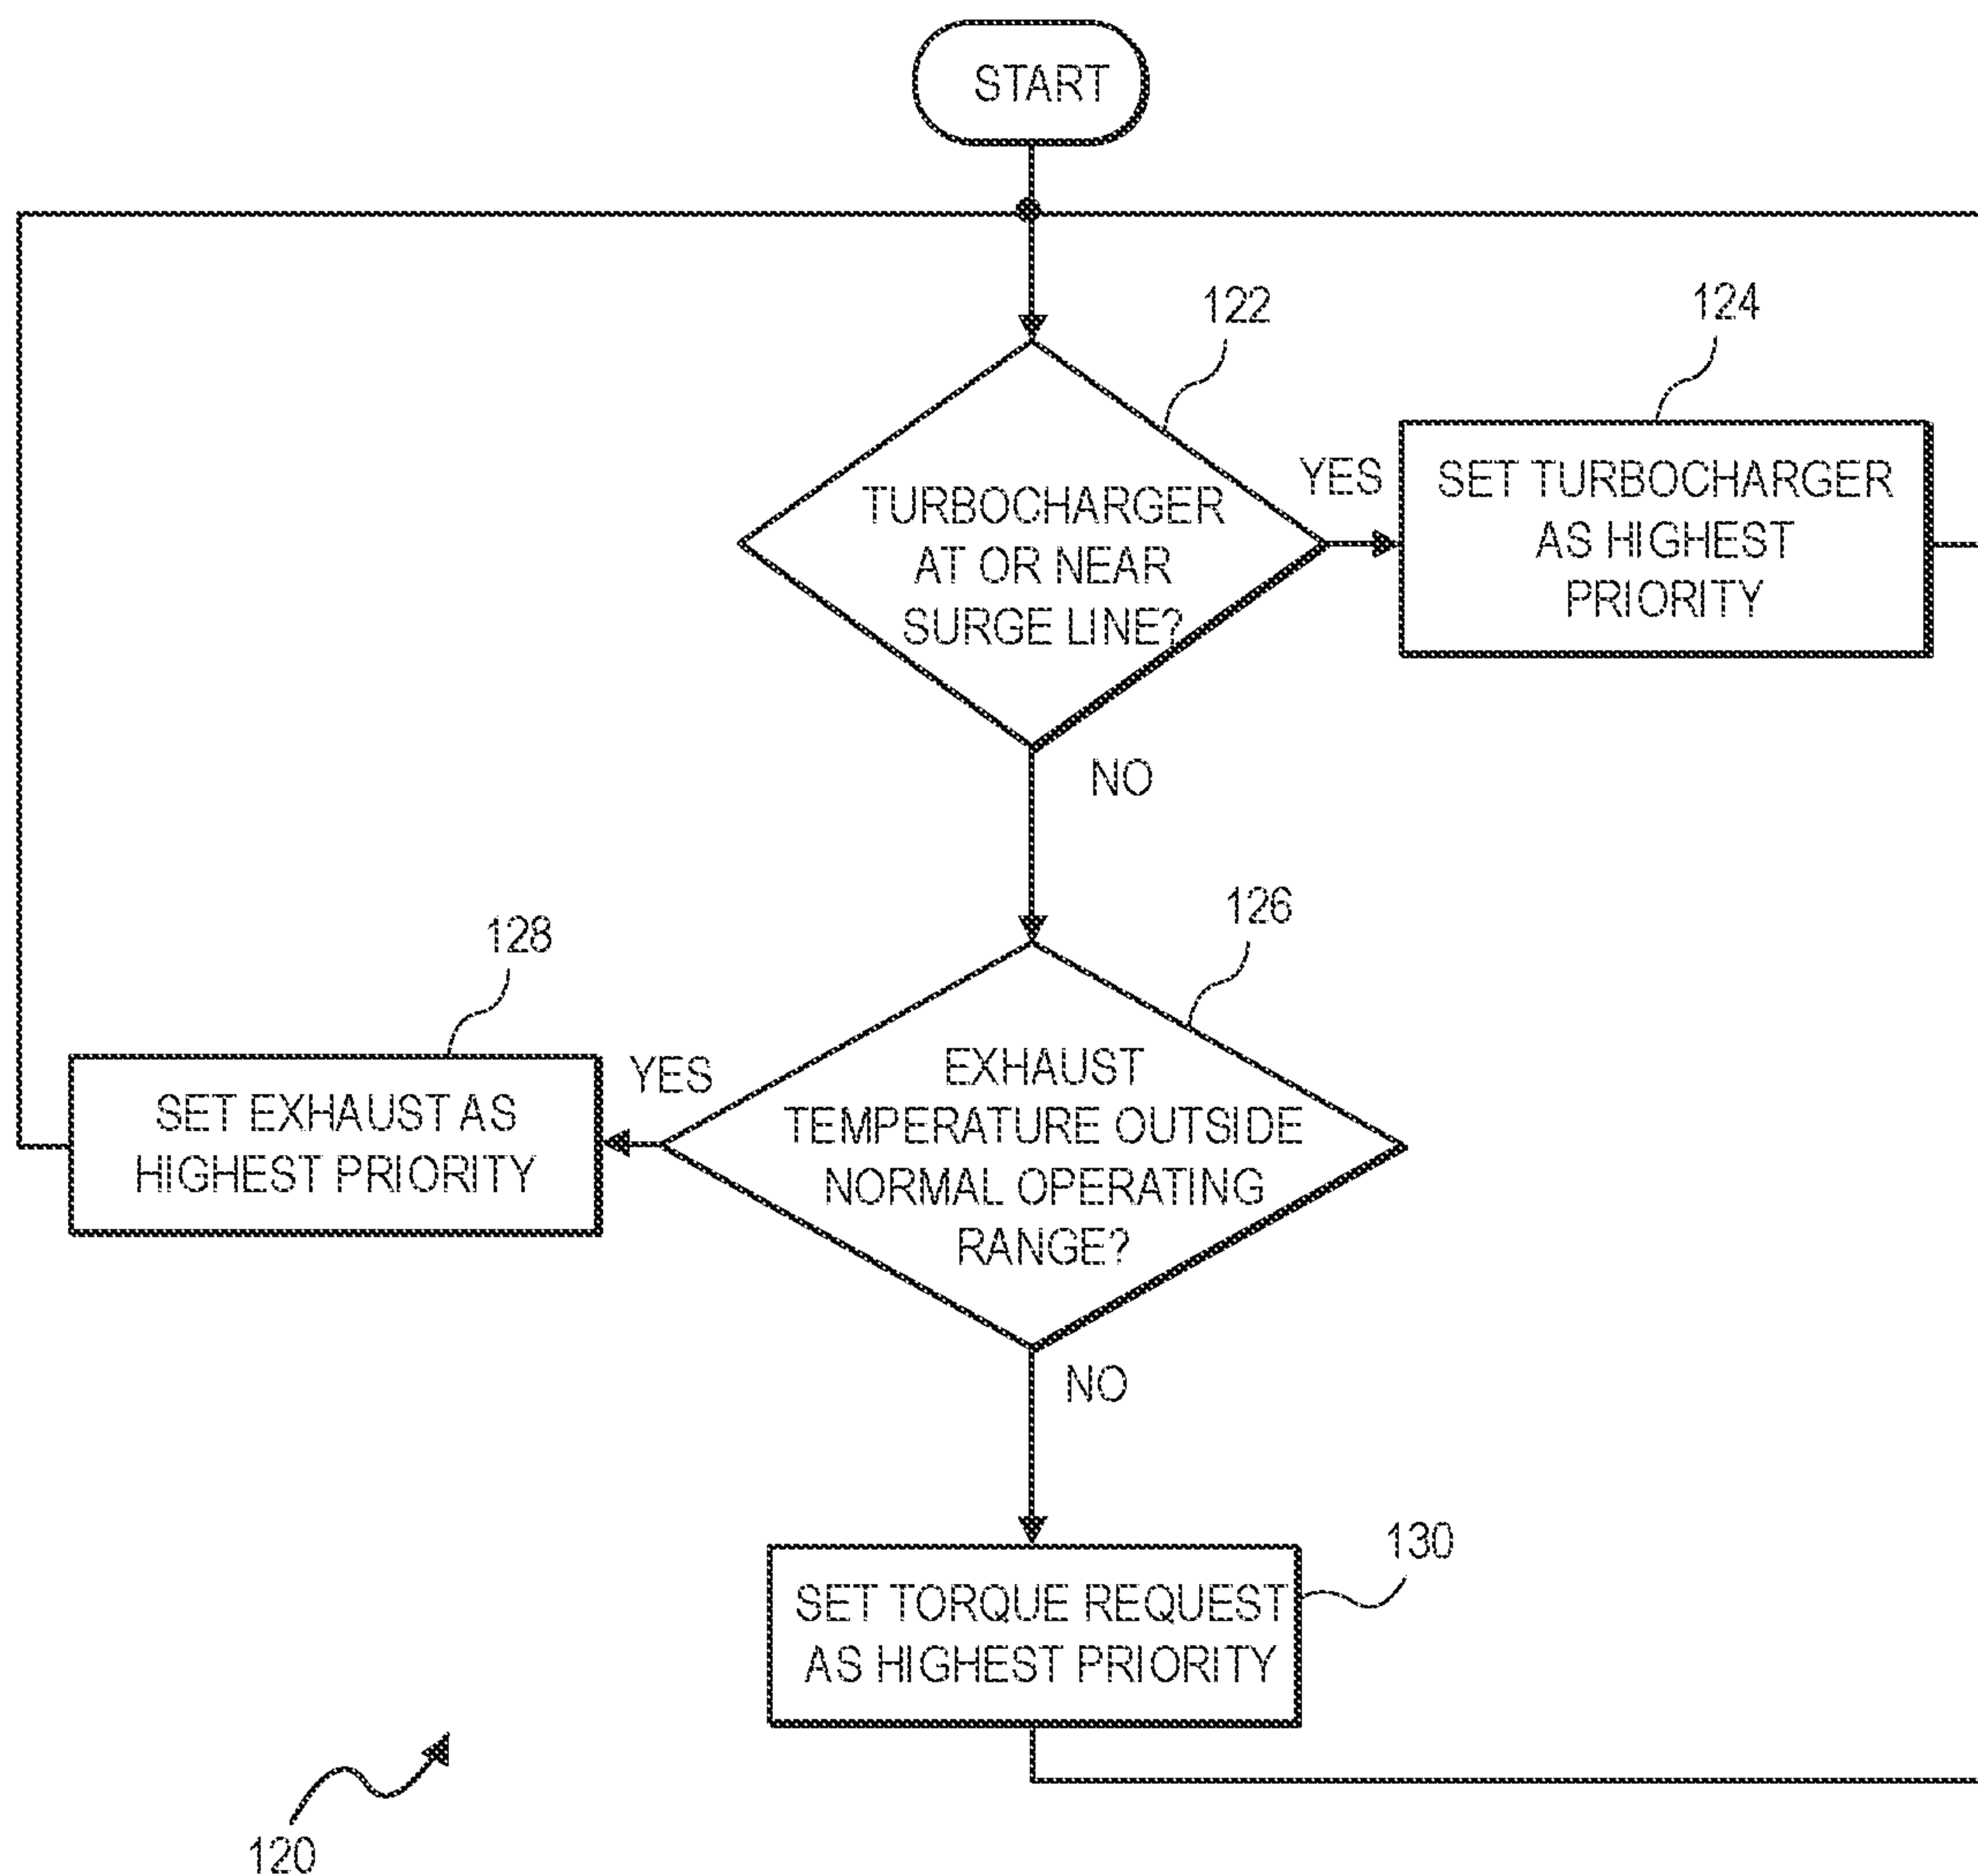 START
122
124
TURBOCHARGER
AT OR NEAR
SURGE LINE?
YES
SET TURBOCHARGER
AS HIGHEST
PRIORITY
NO
126
128
EXHAUST
TEMPERATURE OUTSIDE
NORMAL OPERATING
RANGE?
YES
SET EXHAUST AS
HIGHEST PRIORITY
NO
130
SET TORQUE REQUEST
AS HIGHEST PRIORITY
120